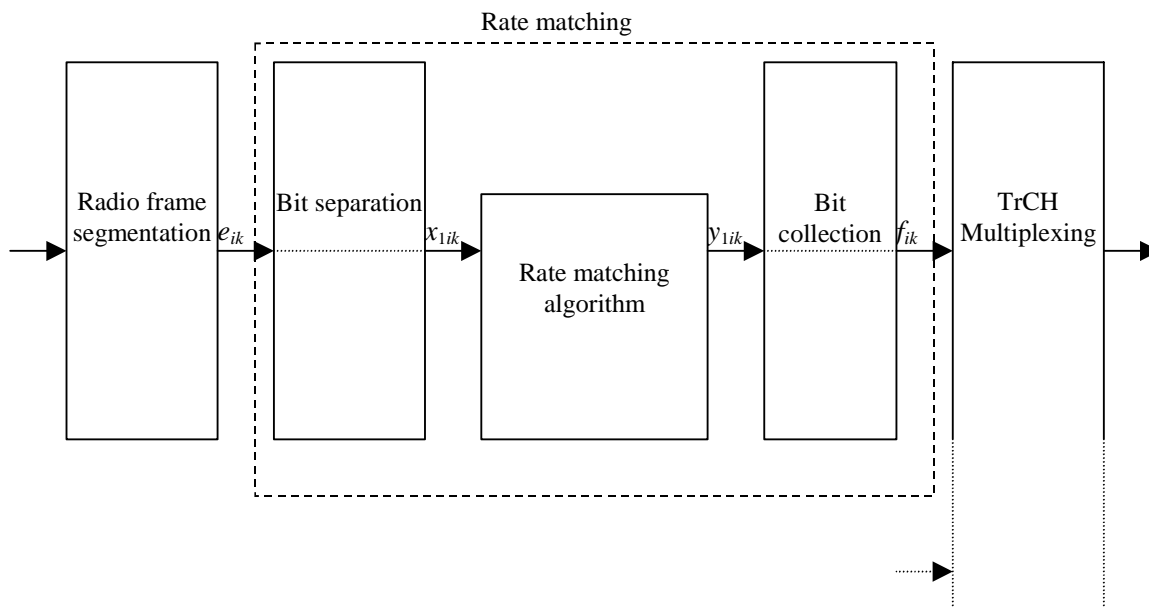 Rate matching
Radio frame
segmentation
e_ik
Bit separation
x_1ik
Rate matching
algorithm
y_1ik
Bit
collection
f_ik
TrCH
Multiplexing